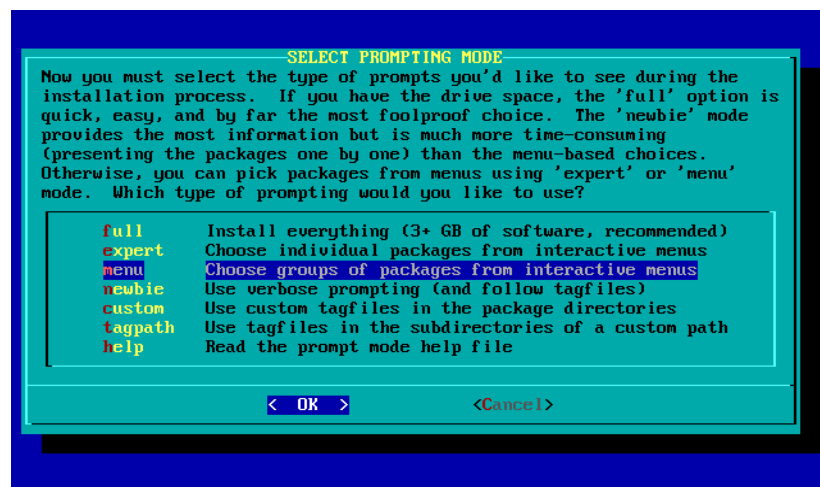 SELECT PROMPTING MODE
Now you must select the type of prompts you'd like to see during the
installation process.  If you have the drive space, the 'full' option is
quick, easy, and by far the most foolproof choice.  The 'newbie' mode
provides the most information but is much more time-consuming
(presenting the packages one by one) than the menu-based choices.
Otherwise, you can pick packages from menus using 'expert' or 'menu'
mode.  Which type of prompting would you like to use?
full Install everything (3+ GB of software, recommended)
expert Choose individual packages from interactive menus
menu Choose groups of packages from interactive menus
newbie Use verbose prompting (and follow tagfiles)
custom Use custom tagfiles in the package directories
tagpath Use tagfiles in the subdirectories of a custom path
help Read the prompt mode help file
< OK > <Cancel>